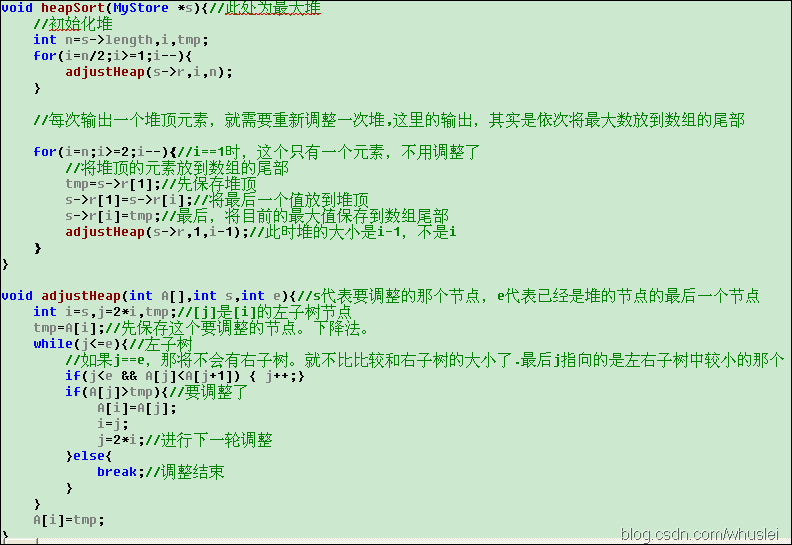 void heapSort(MyStore *s){//此处为最大堆
//初始化堆
int n=s->length,i,tmp;
for(i=n/2;i>=1;i--){
adjustHeap(s->r,i,n);
}
//每次输出一个堆顶元素，就需要重新调整一次堆.这里的输出，其实是依次将最大数放到数组的尾部
for(i=n;i>=2;i--){//i==1时，这个只有一个元素，不用调整了
//将堆顶的元素放到数组的尾部
tmp=s->r[1];//先保存堆顶
s->r[1]=s->r[i];//将最后一个值放到堆顶
s->r[i]=tmp;//最后，将目前的最大值保存到数组尾部
adjustHeap(s->r,1,i-1);//此时堆的大小是i-1，不是i
}
}
void adjustHeap(int A[],int s,int e){//s代表要调整的那个节点，e代表已经是堆的节点的最后一个节点
int i=s,j=2*i,tmp;//[j]是[i]的左子树节点
tmp=A[i];//先保存这个要调整的节点。下降法。
while(j<=e){//左子树
//如果j==e，那将不会有右子树。就不比比较和右子树的大小了.最后j指向的是左右子树中较小的那个
if(j<e && A[j]<A[j+1]) { j++;}
if(A[j]>tmp){//要调整了
A[i]=A[j];
i=j;
j=2*i;//进行下一轮调整
}else{
break;//调整结束
}
}
A[i]=tmp;
}
blog.csdn.com/whuslei